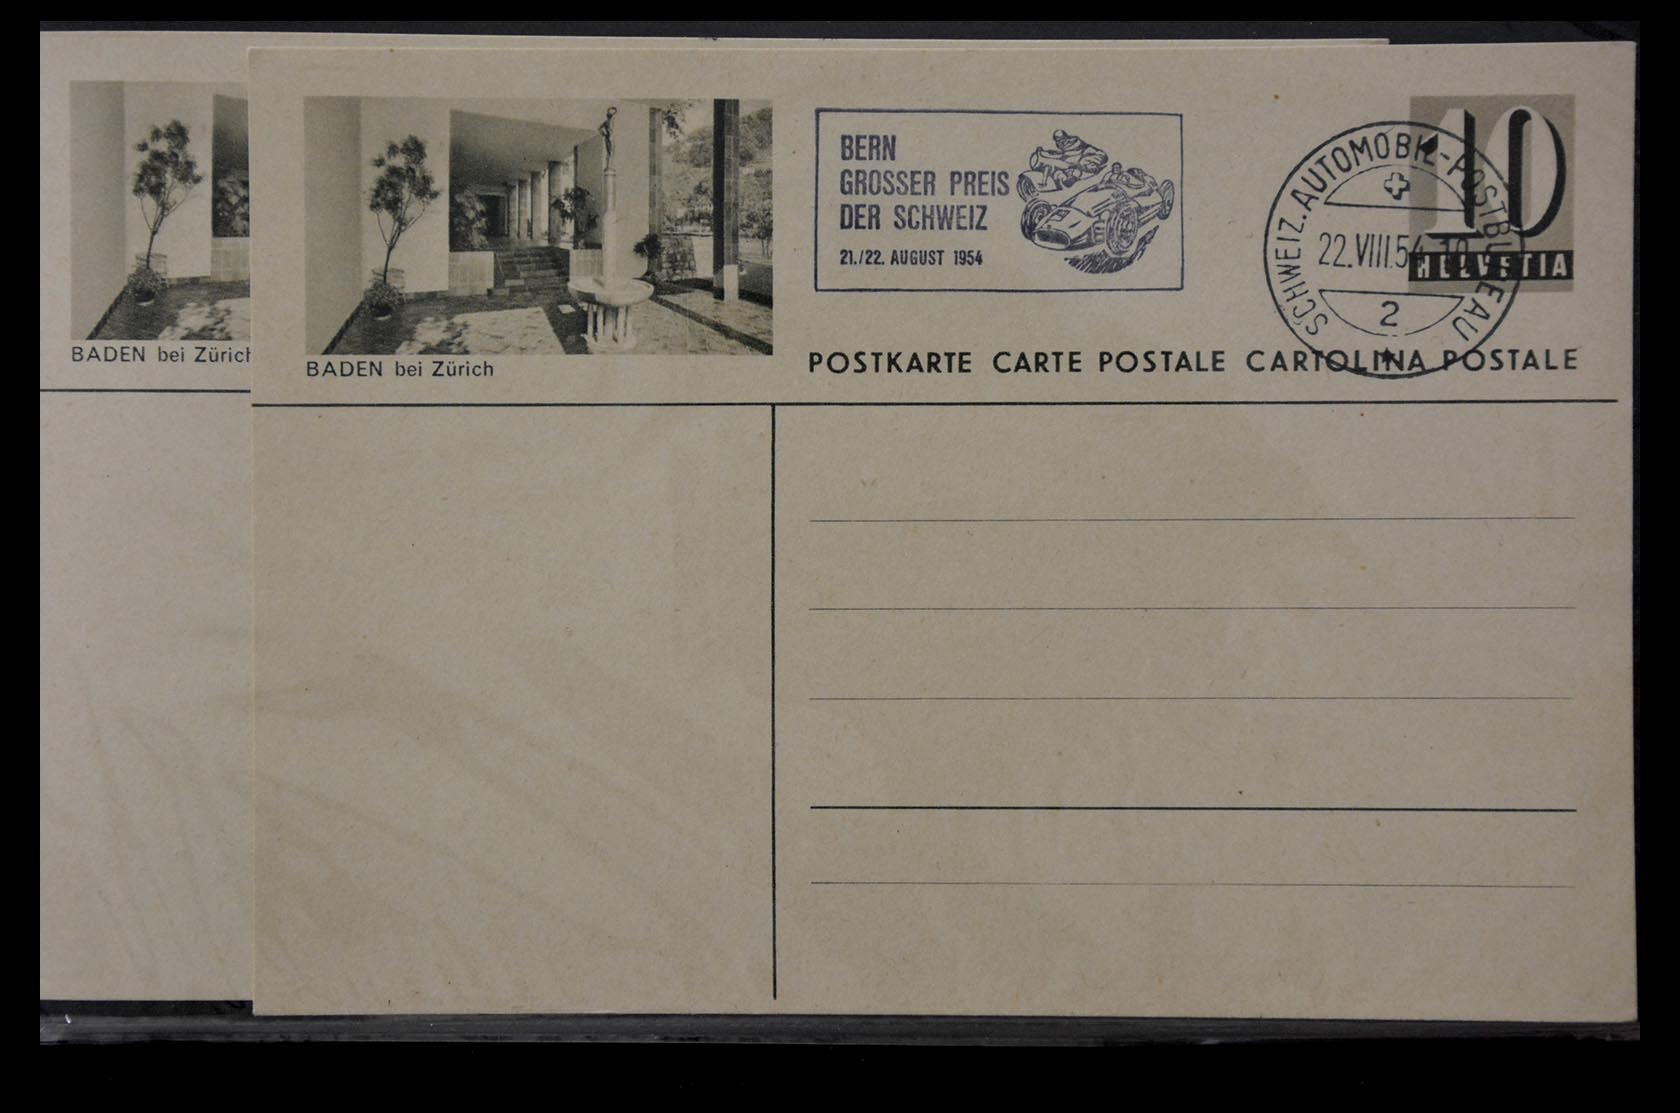 BADEN bei Zürich
BERN
GROSSER PREIS
DER SCHWEIZ
21./22. AUGUST 1954
10
HELVETIA
SCHWEIZ. AUTOMOBIL-POSTBUREAU
22.VIII.54-10
2
BADEN bei Zürich
POSTKARTE CARTE POSTALE CARTOLINA POSTALE